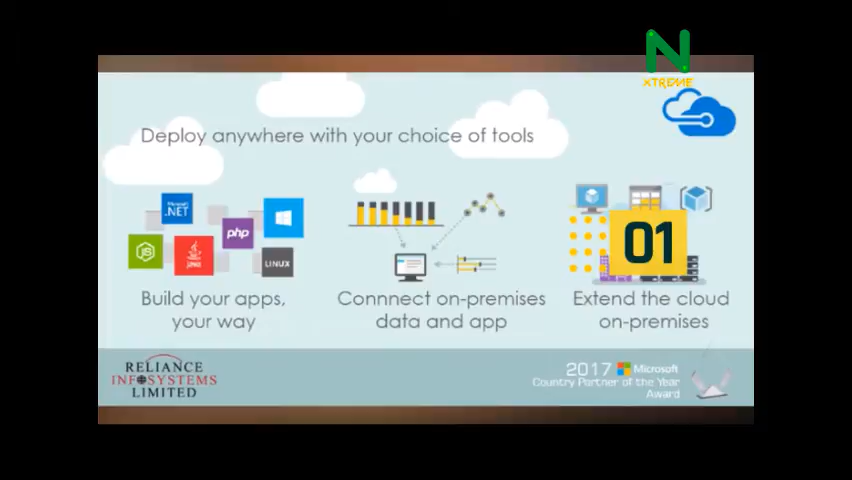 N
XTREME
Deploy anywhere with your choice of tools
Microsoft
.NET
php
JS
Java
LINUX
01
Build your apps,
your way
Connnect on-premises
data and app
Extend the cloud
on-premises
RELIANCE
INFOSYSTEMS
LIMITED
2017 Microsoft
Country Partner of the Year
Award